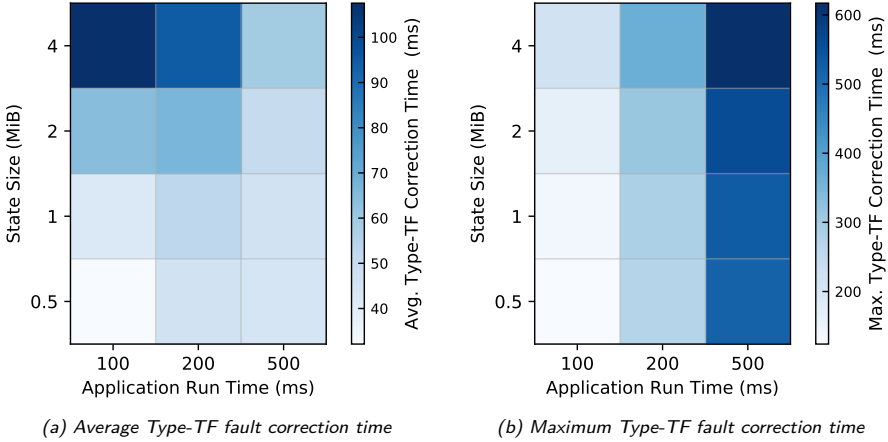 4
2
1
0.5
State Size (MiB)
100 200 500
Application Run Time (ms)
100
90
80
70
60
50
40
Avg. Type-TF Correction Time (ms)
(a) Average Type-TF fault correction time
4
2
1
0.5
State Size (MiB)
100 200 500
Application Run Time (ms)
600
500
400
300
200
Max. Type-TF Correction Time (ms)
(b) Maximum Type-TF fault correction time